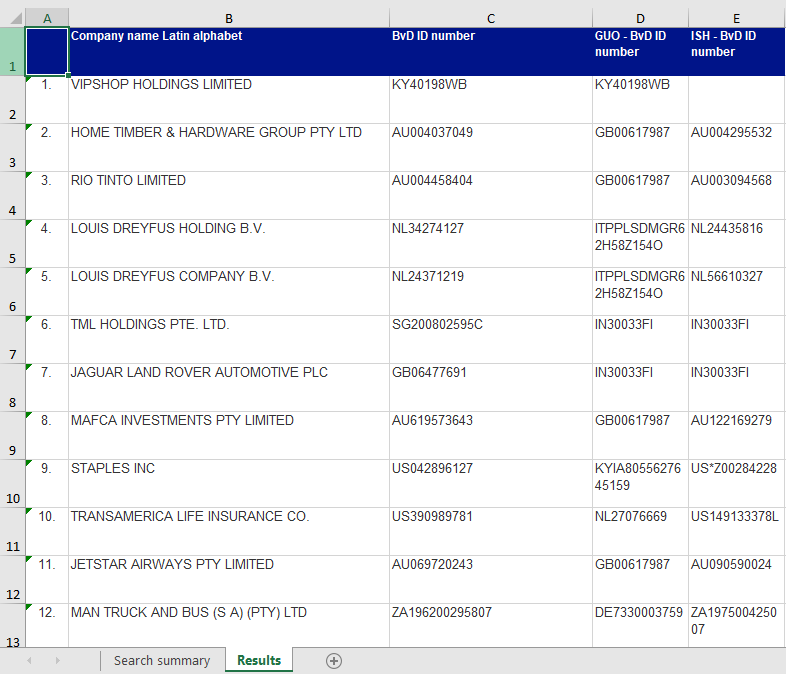 A B C D E
1 Company name Latin alphabet BvD ID number GUO - BvD ID number ISH - BvD ID number
2 1. VIPSHOP HOLDINGS LIMITED KY40198WB KY40198WB
3 2. HOME TIMBER & HARDWARE GROUP PTY LTD AU004037049 GB00617987 AU004295532
4 3. RIO TINTO LIMITED AU004458404 GB00617987 AU003094568
5 4. LOUIS DREYFUS HOLDING B.V. NL34274127 ITPPLSDMGR62H58Z154O NL24435816
6 5. LOUIS DREYFUS COMPANY B.V. NL24371219 ITPPLSDMGR62H58Z154O NL56610327
7 6. TML HOLDINGS PTE. LTD. SG200802595C IN30033FI IN30033FI
8 7. JAGUAR LAND ROVER AUTOMOTIVE PLC GB06477691 IN30033FI IN30033FI
9 8. MAFCA INVESTMENTS PTY LIMITED AU619573643 GB00617987 AU122169279
10 9. STAPLES INC US042896127 KYIA8055627645159 US*Z00284228
11 10. TRANSAMERICA LIFE INSURANCE CO. US390989781 NL27076669 US149133378L
12 11. JETSTAR AIRWAYS PTY LIMITED AU069720243 GB00617987 AU090590024
13 12. MAN TRUCK AND BUS (S A) (PTY) LTD ZA196200295807 DE7330003759 ZA197500425007
Search summary Results